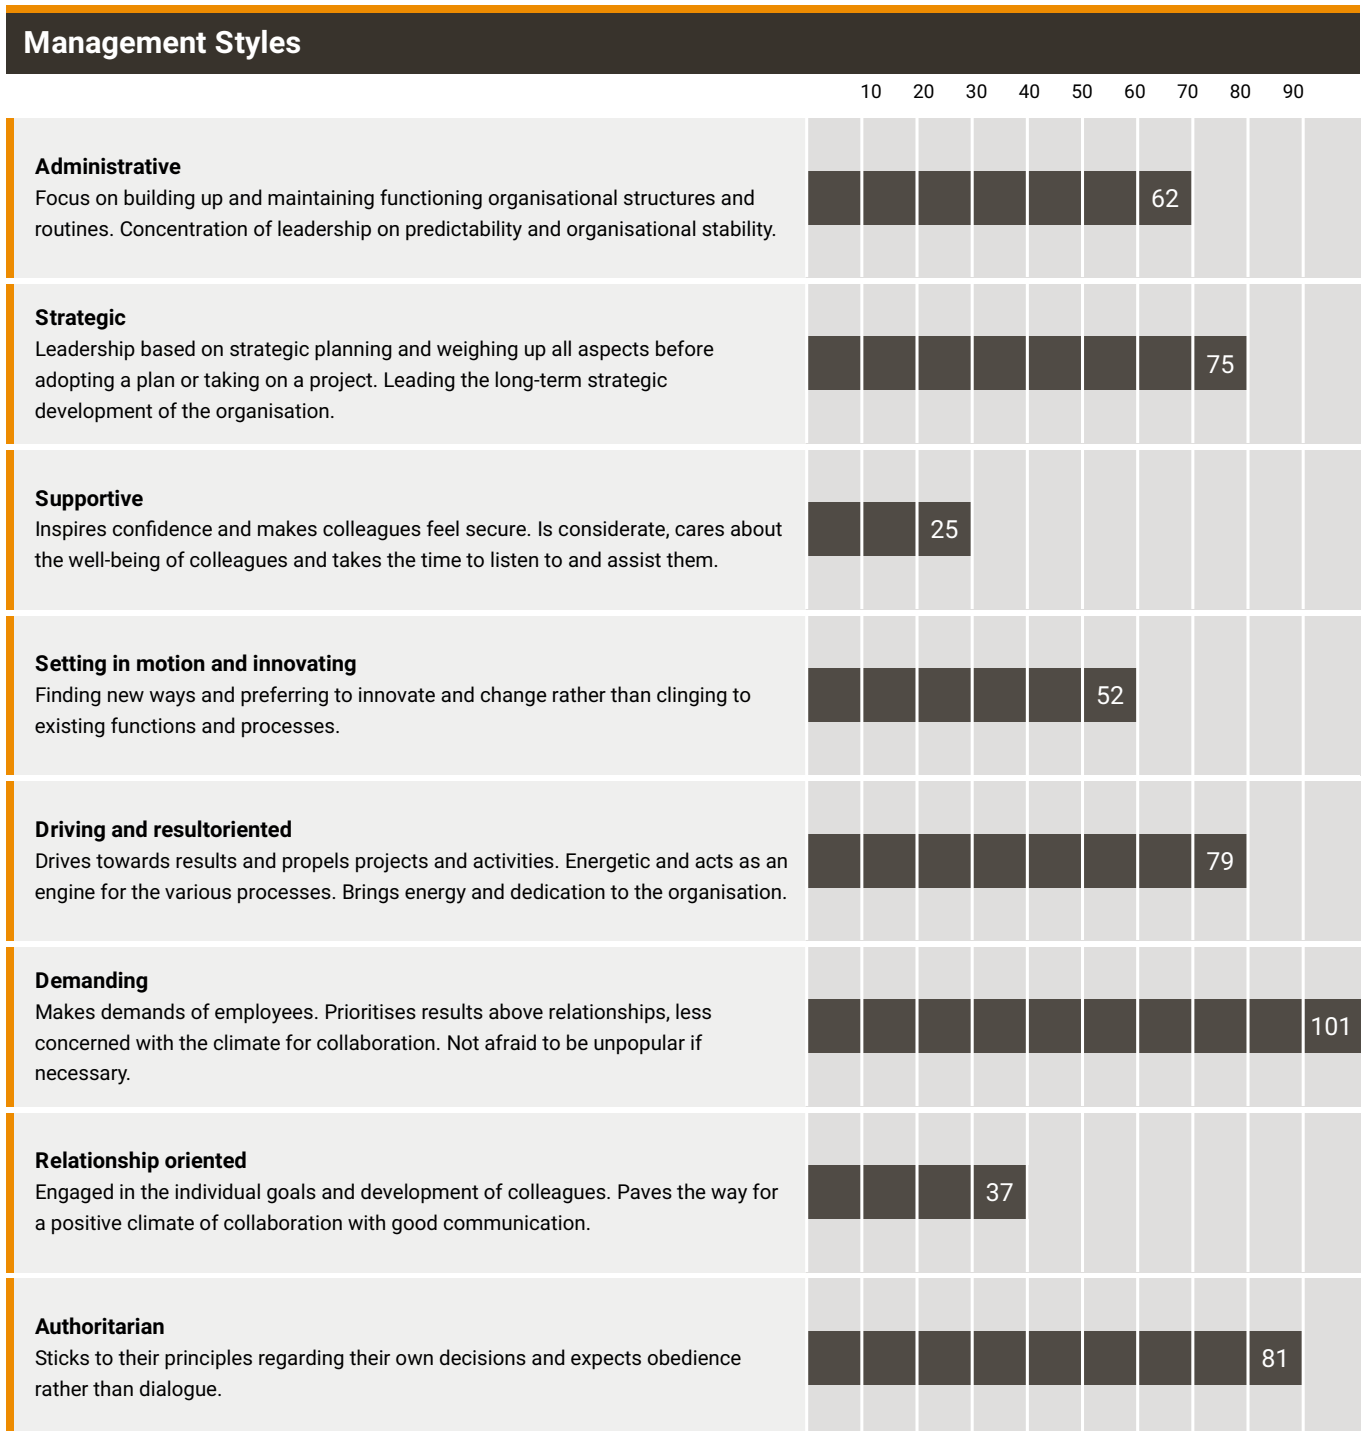 Management Styles
10 20 30 40 50 60 70 80 90
Administrative
Focus on building up and maintaining functioning organisational structures and
routines. Concentration of leadership on predictability and organisational stability.
62
Strategic
Leadership based on strategic planning and weighing up all aspects before
adopting a plan or taking on a project. Leading the long-term strategic
development of the organisation.
75
Supportive
Inspires confidence and makes colleagues feel secure. Is considerate, cares about
the well-being of colleagues and takes the time to listen to and assist them.
25
Setting in motion and innovating
Finding new ways and preferring to innovate and change rather than clinging to
existing functions and processes.
52
Driving and resultoriented
Drives towards results and propels projects and activities. Energetic and acts as an
engine for the various processes. Brings energy and dedication to the organisation.
79
Demanding
Makes demands of employees. Prioritises results above relationships, less
concerned with the climate for collaboration. Not afraid to be unpopular if
necessary.
101
Relationship oriented
Engaged in the individual goals and development of colleagues. Paves the way for
a positive climate of collaboration with good communication.
37
Authoritarian
Sticks to their principles regarding their own decisions and expects obedience
rather than dialogue.
81